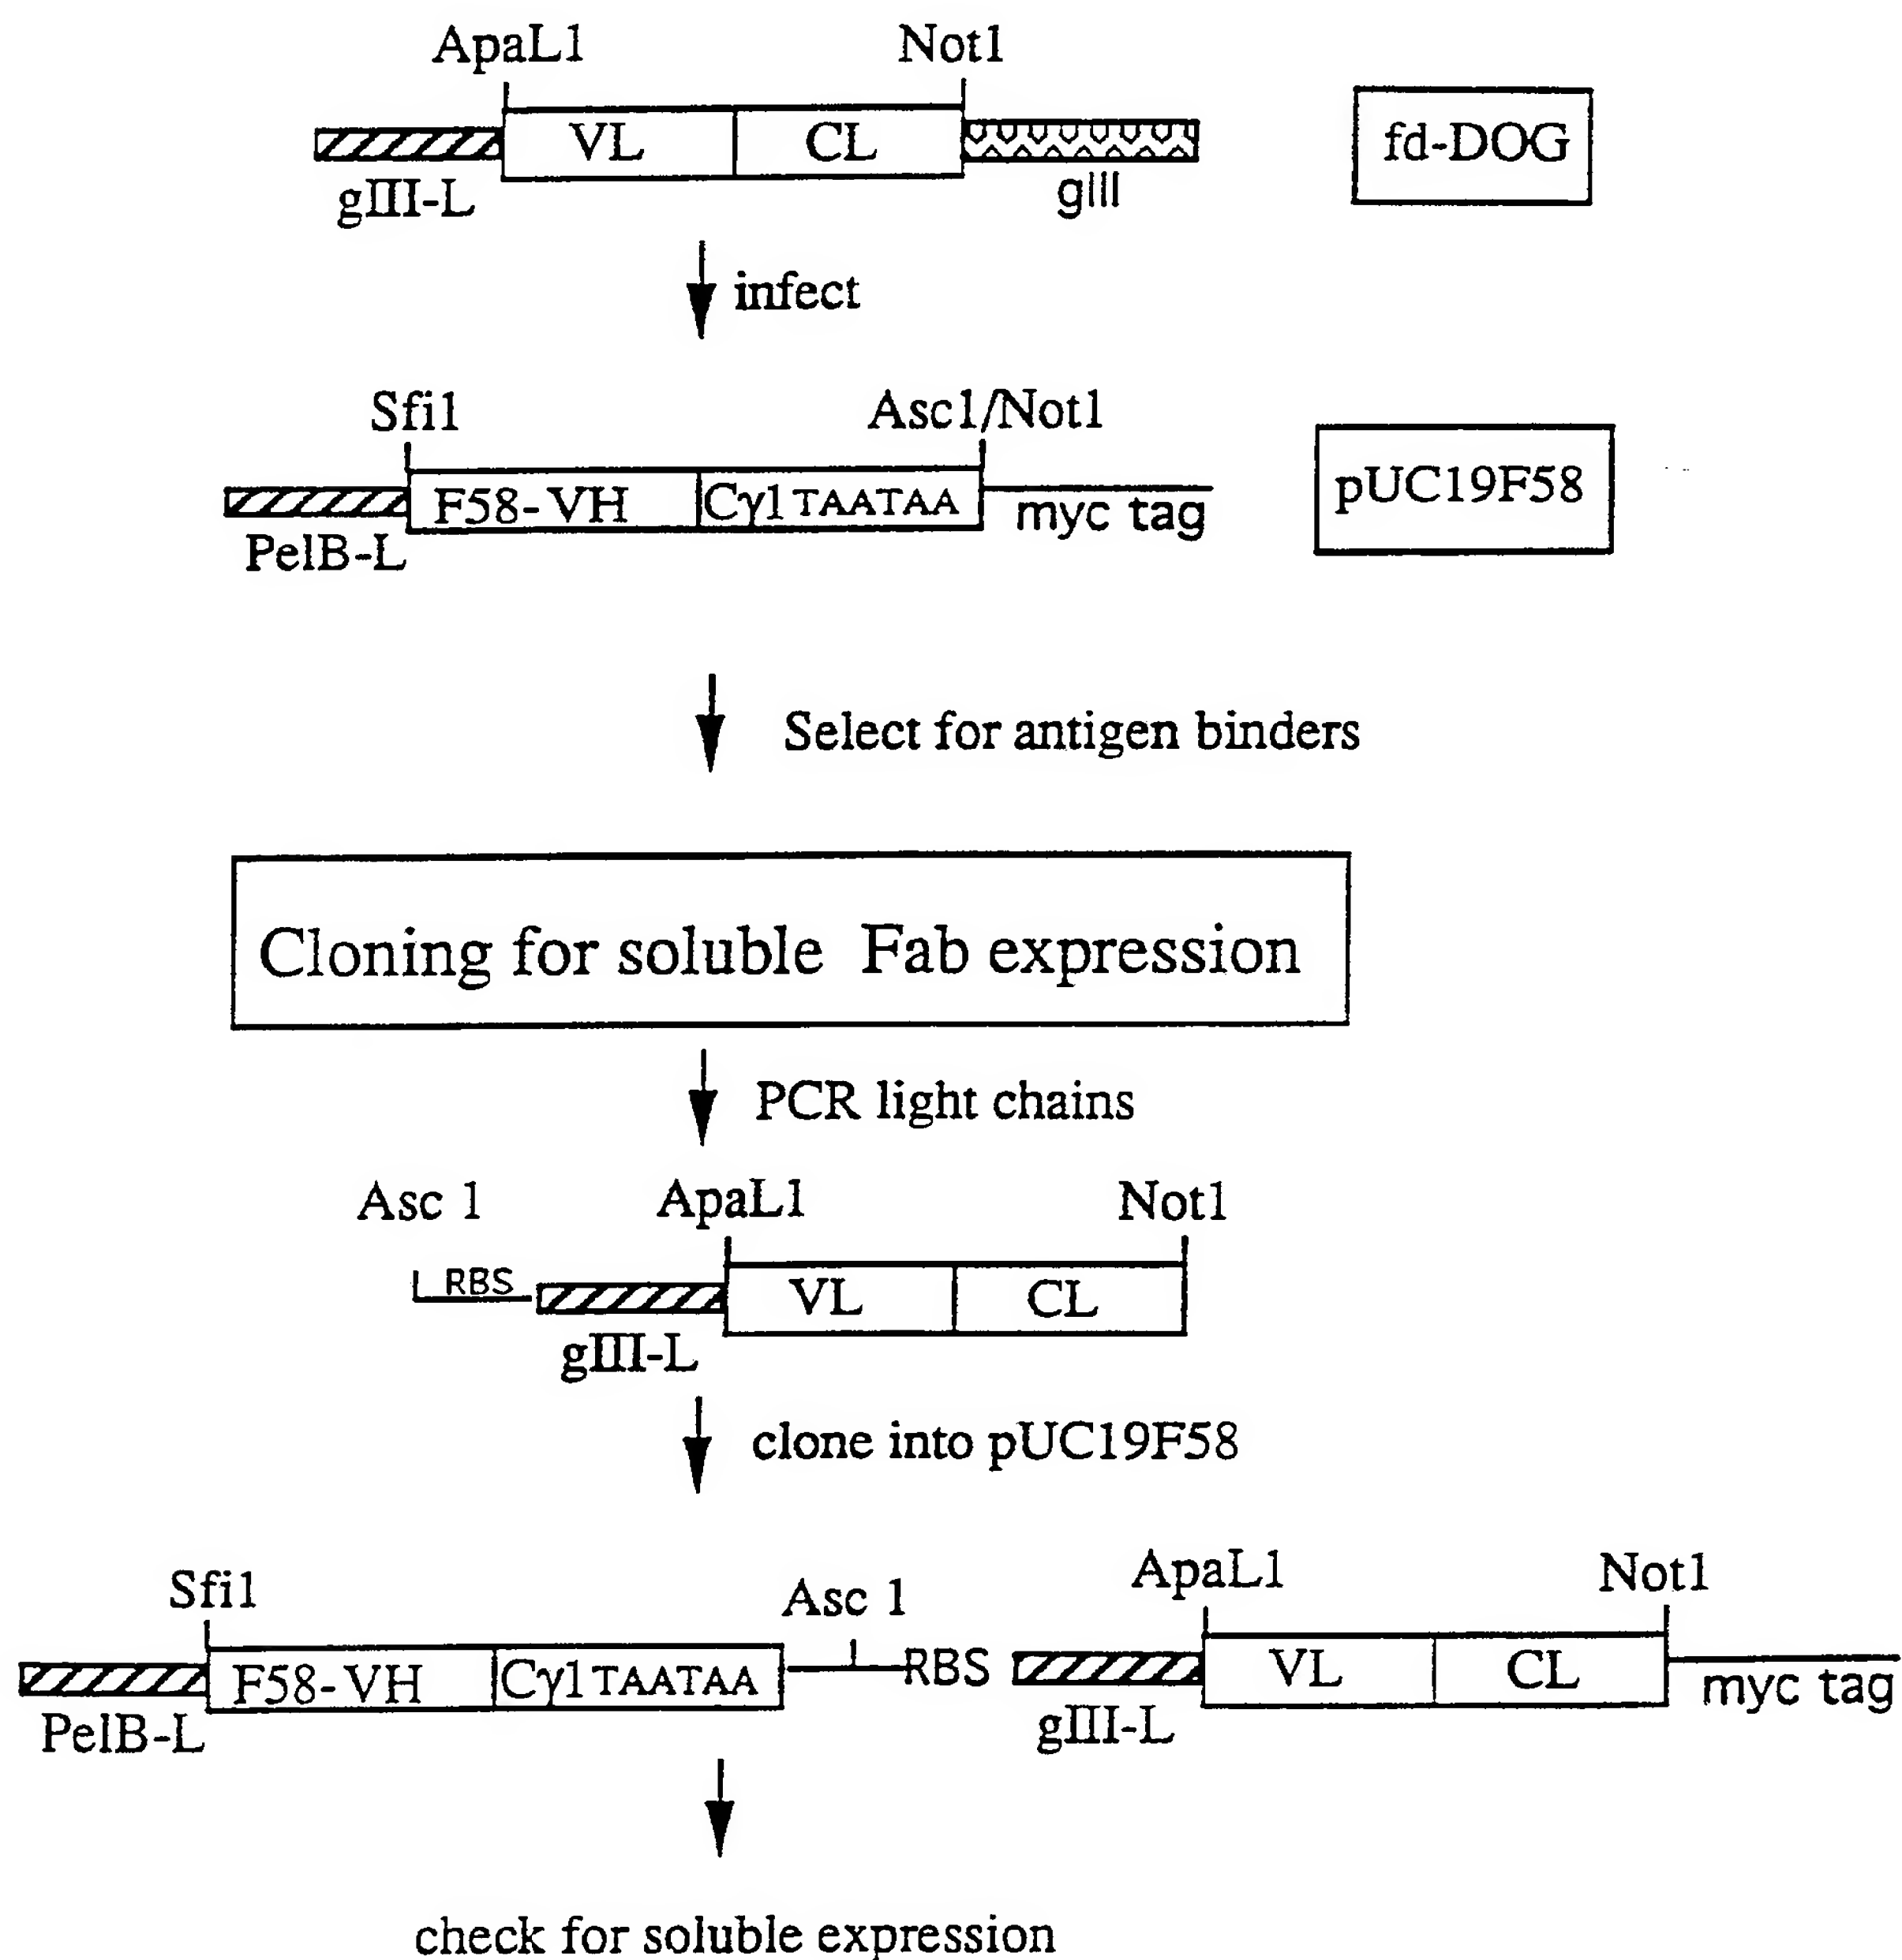 ApaL1 Not1
VL CL
gIII-L gIII
fd-DOG
infect
Sfi1 Asc1/Not1
F58-VH Cγ1 TAATAA
PelB-L myc tag
pUC19F58
Select for antigen binders
Cloning for soluble Fab expression
PCR light chains
Asc 1 ApaL1 Not1
RBS VL CL
gIII-L
clone into pUC19F58
Sfi1 Asc 1 ApaL1 Not1
F58-VH Cγ1 TAATAA RBS VL CL
PelB-L gIII-L myc tag
check for soluble expression